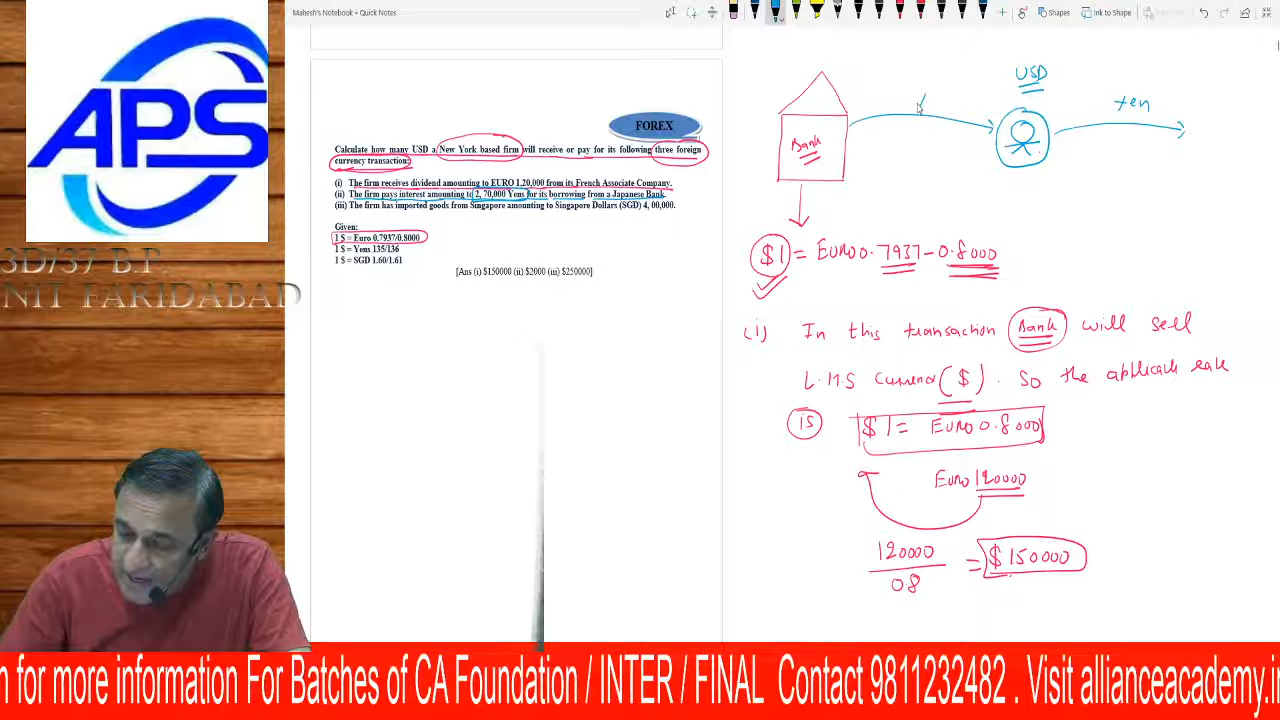 Mahesh's Notebook + Quick Notes
Shapes
Ink to Shape
APS
3D/37 B.P.
NIT FARIDABAD
FOREX
Calculate how many USD a New York based firm will receive or pay for its following three foreign
currency transaction:
(i) The firm receives dividend amounting to EURO 1,20,000 from its French Associate Company.
(ii) The firm pays interest amounting to 2, 70,000 Yens for its borrowing from a Japanese Bank.
(iii) The firm has imported goods from Singapore amounting to Singapore Dollars (SGD) 4, 00,000.
Given:
1 $ = Euro 0.7937/0.8000
1 $ = Yens 135/136
1 $ = SGD 1.60/1.61
[Ans (i) $150000 (ii) $2000 (iii) $250000]
USD
Yen
Bank
$1 = EURO 0.7937 - 0.8000
(i) In this transaction Bank will sell
L.H.S currency ($). So the applicable rate
is $1 = EURO 0.8000
Euro 120000
120000
08
= $150000
n for more information For Batches of CA Foundation / INTER / FINAL Contact 9811232482 . Visit allianceacademy.in